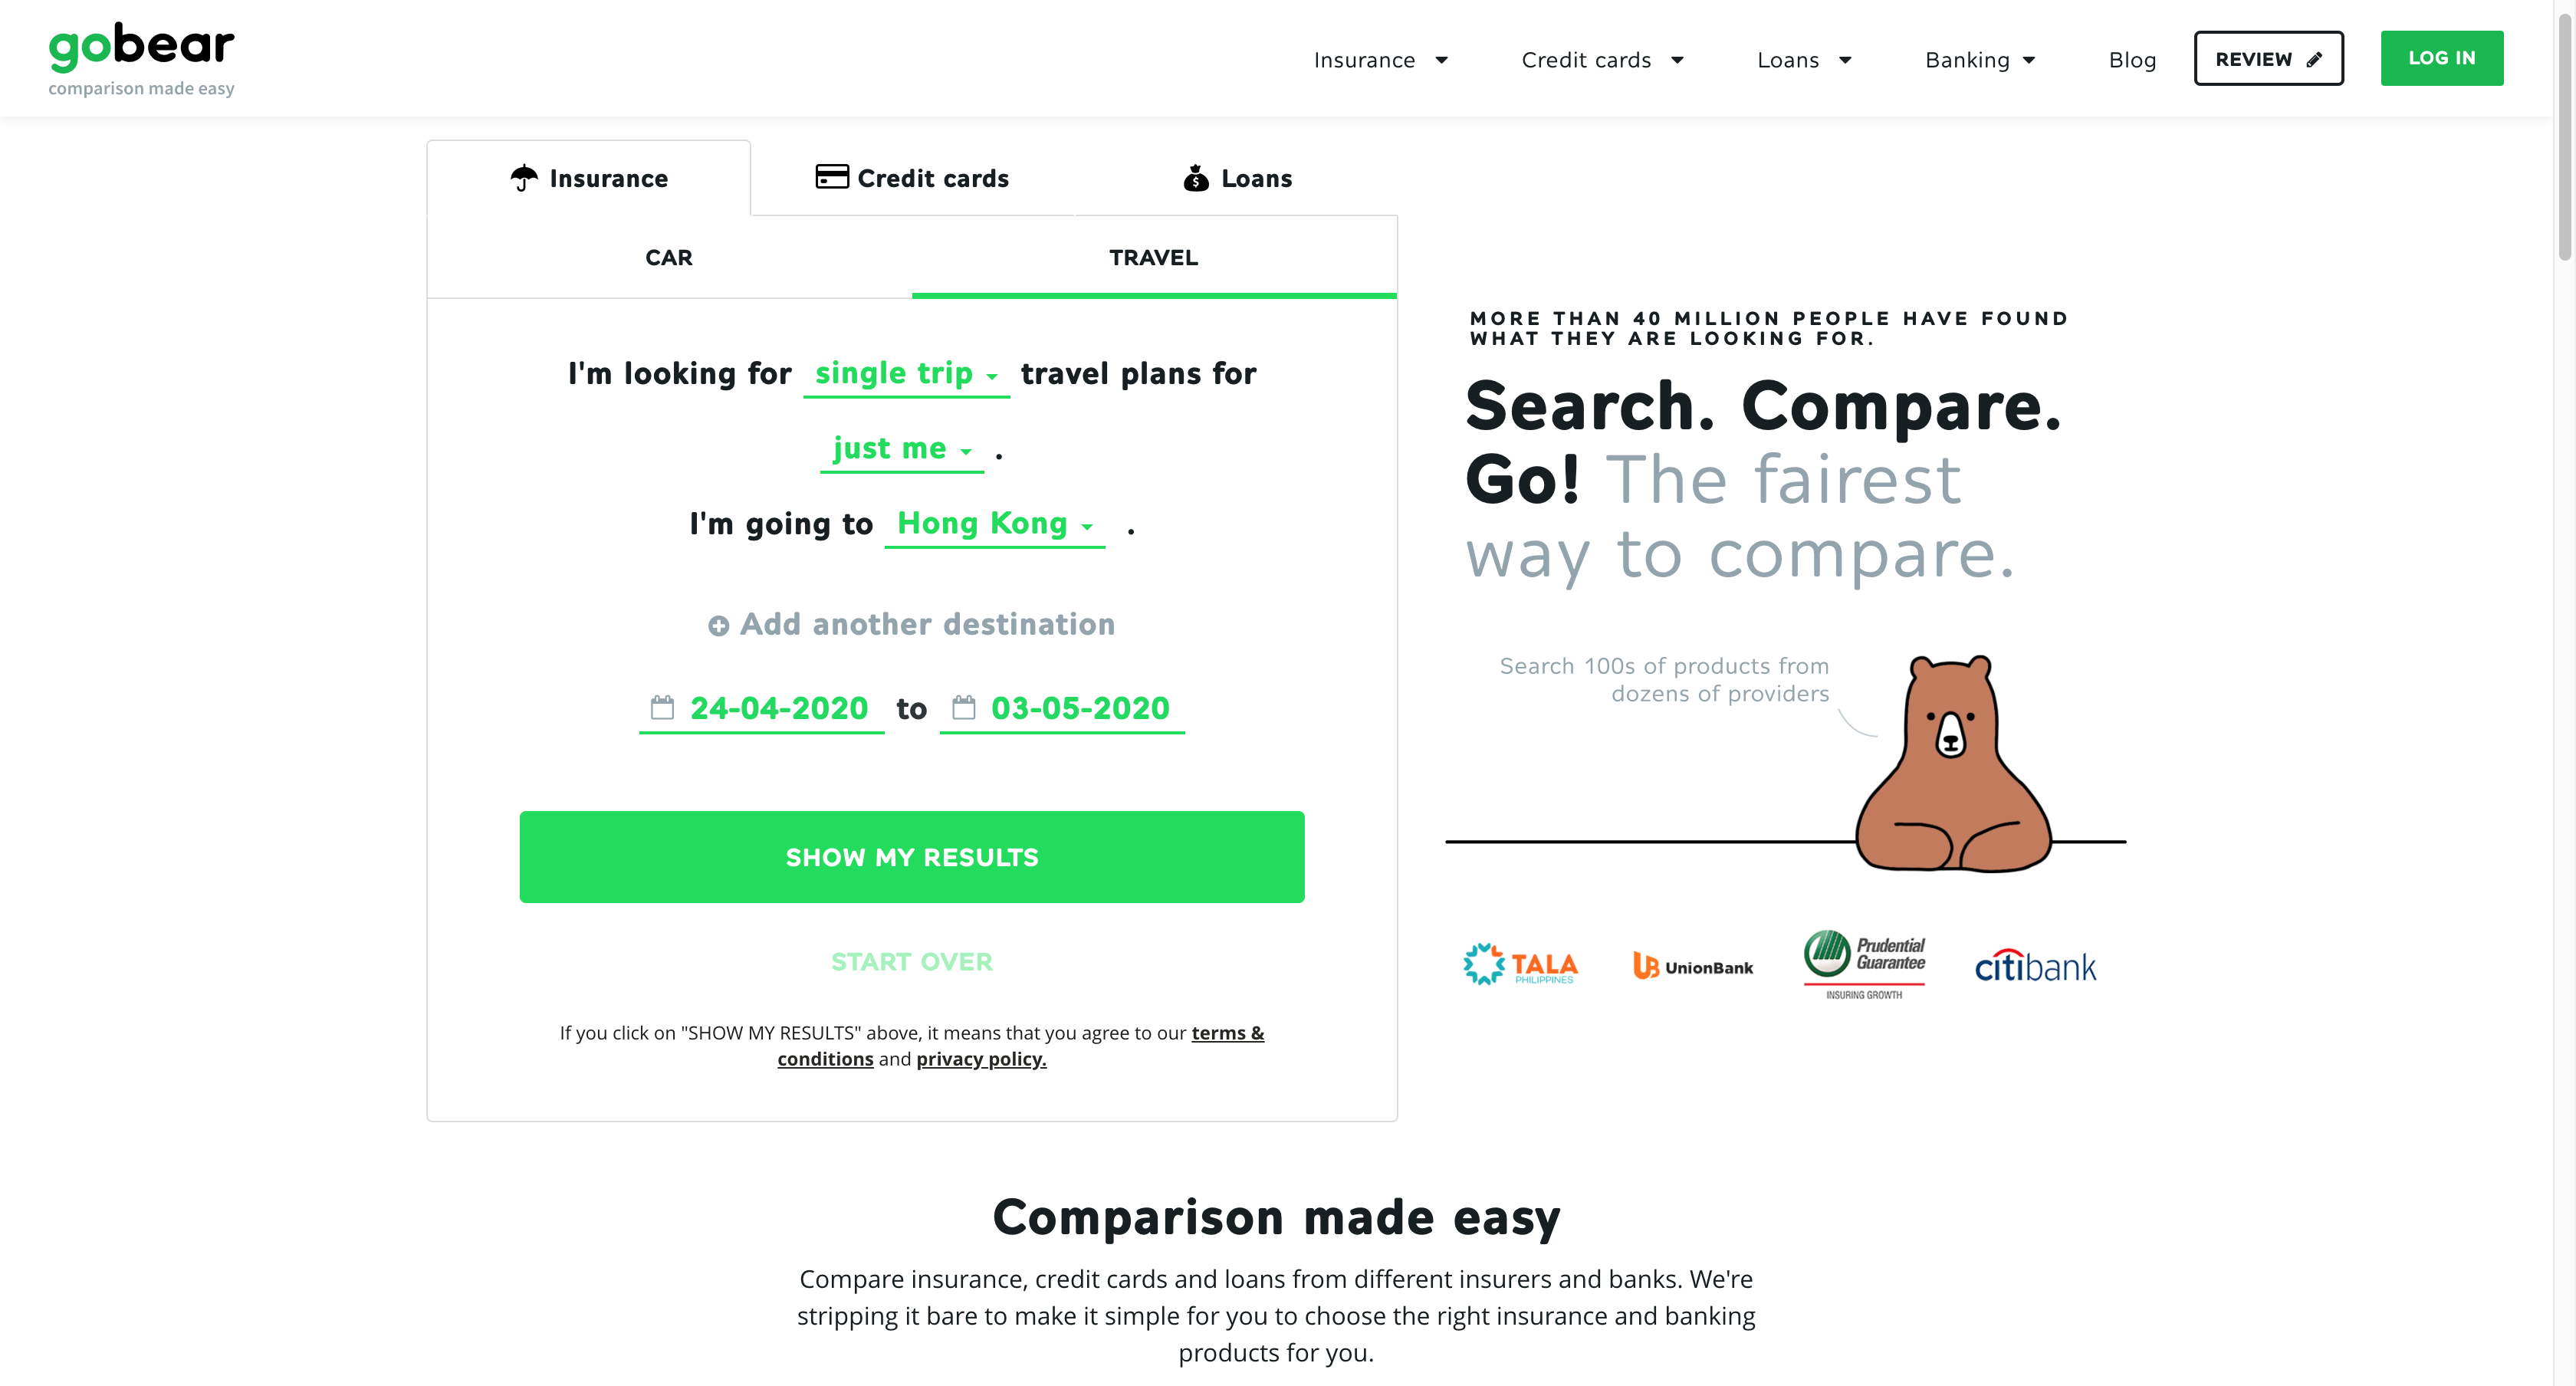 gobear
comparison made easy
Insurance
Credit cards
Loans
Banking
Blog
REVIEW
LOG IN
Insurance
Credit cards
Loans
CAR
TRAVEL
I'm looking for single trip travel plans for
just me .
I'm going to Hong Kong .
Add another destination
24-04-2020 to 03-05-2020
SHOW MY RESULTS
START OVER
If you click on "SHOW MY RESULTS" above, it means that you agree to our terms &
conditions and privacy policy.
MORE THAN 40 MILLION PEOPLE HAVE FOUND
WHAT THEY ARE LOOKING FOR.
Search. Compare.
Go! The fairest
way to compare.
Search 100s of products from
dozens of providers
TALA
PHILIPPINES
UB UnionBank
Prudential
Guarantee
INSURING GROWTH
citibank
Comparison made easy
Compare insurance, credit cards and loans from different insurers and banks. We're
stripping it bare to make it simple for you to choose the right insurance and banking
products for you.